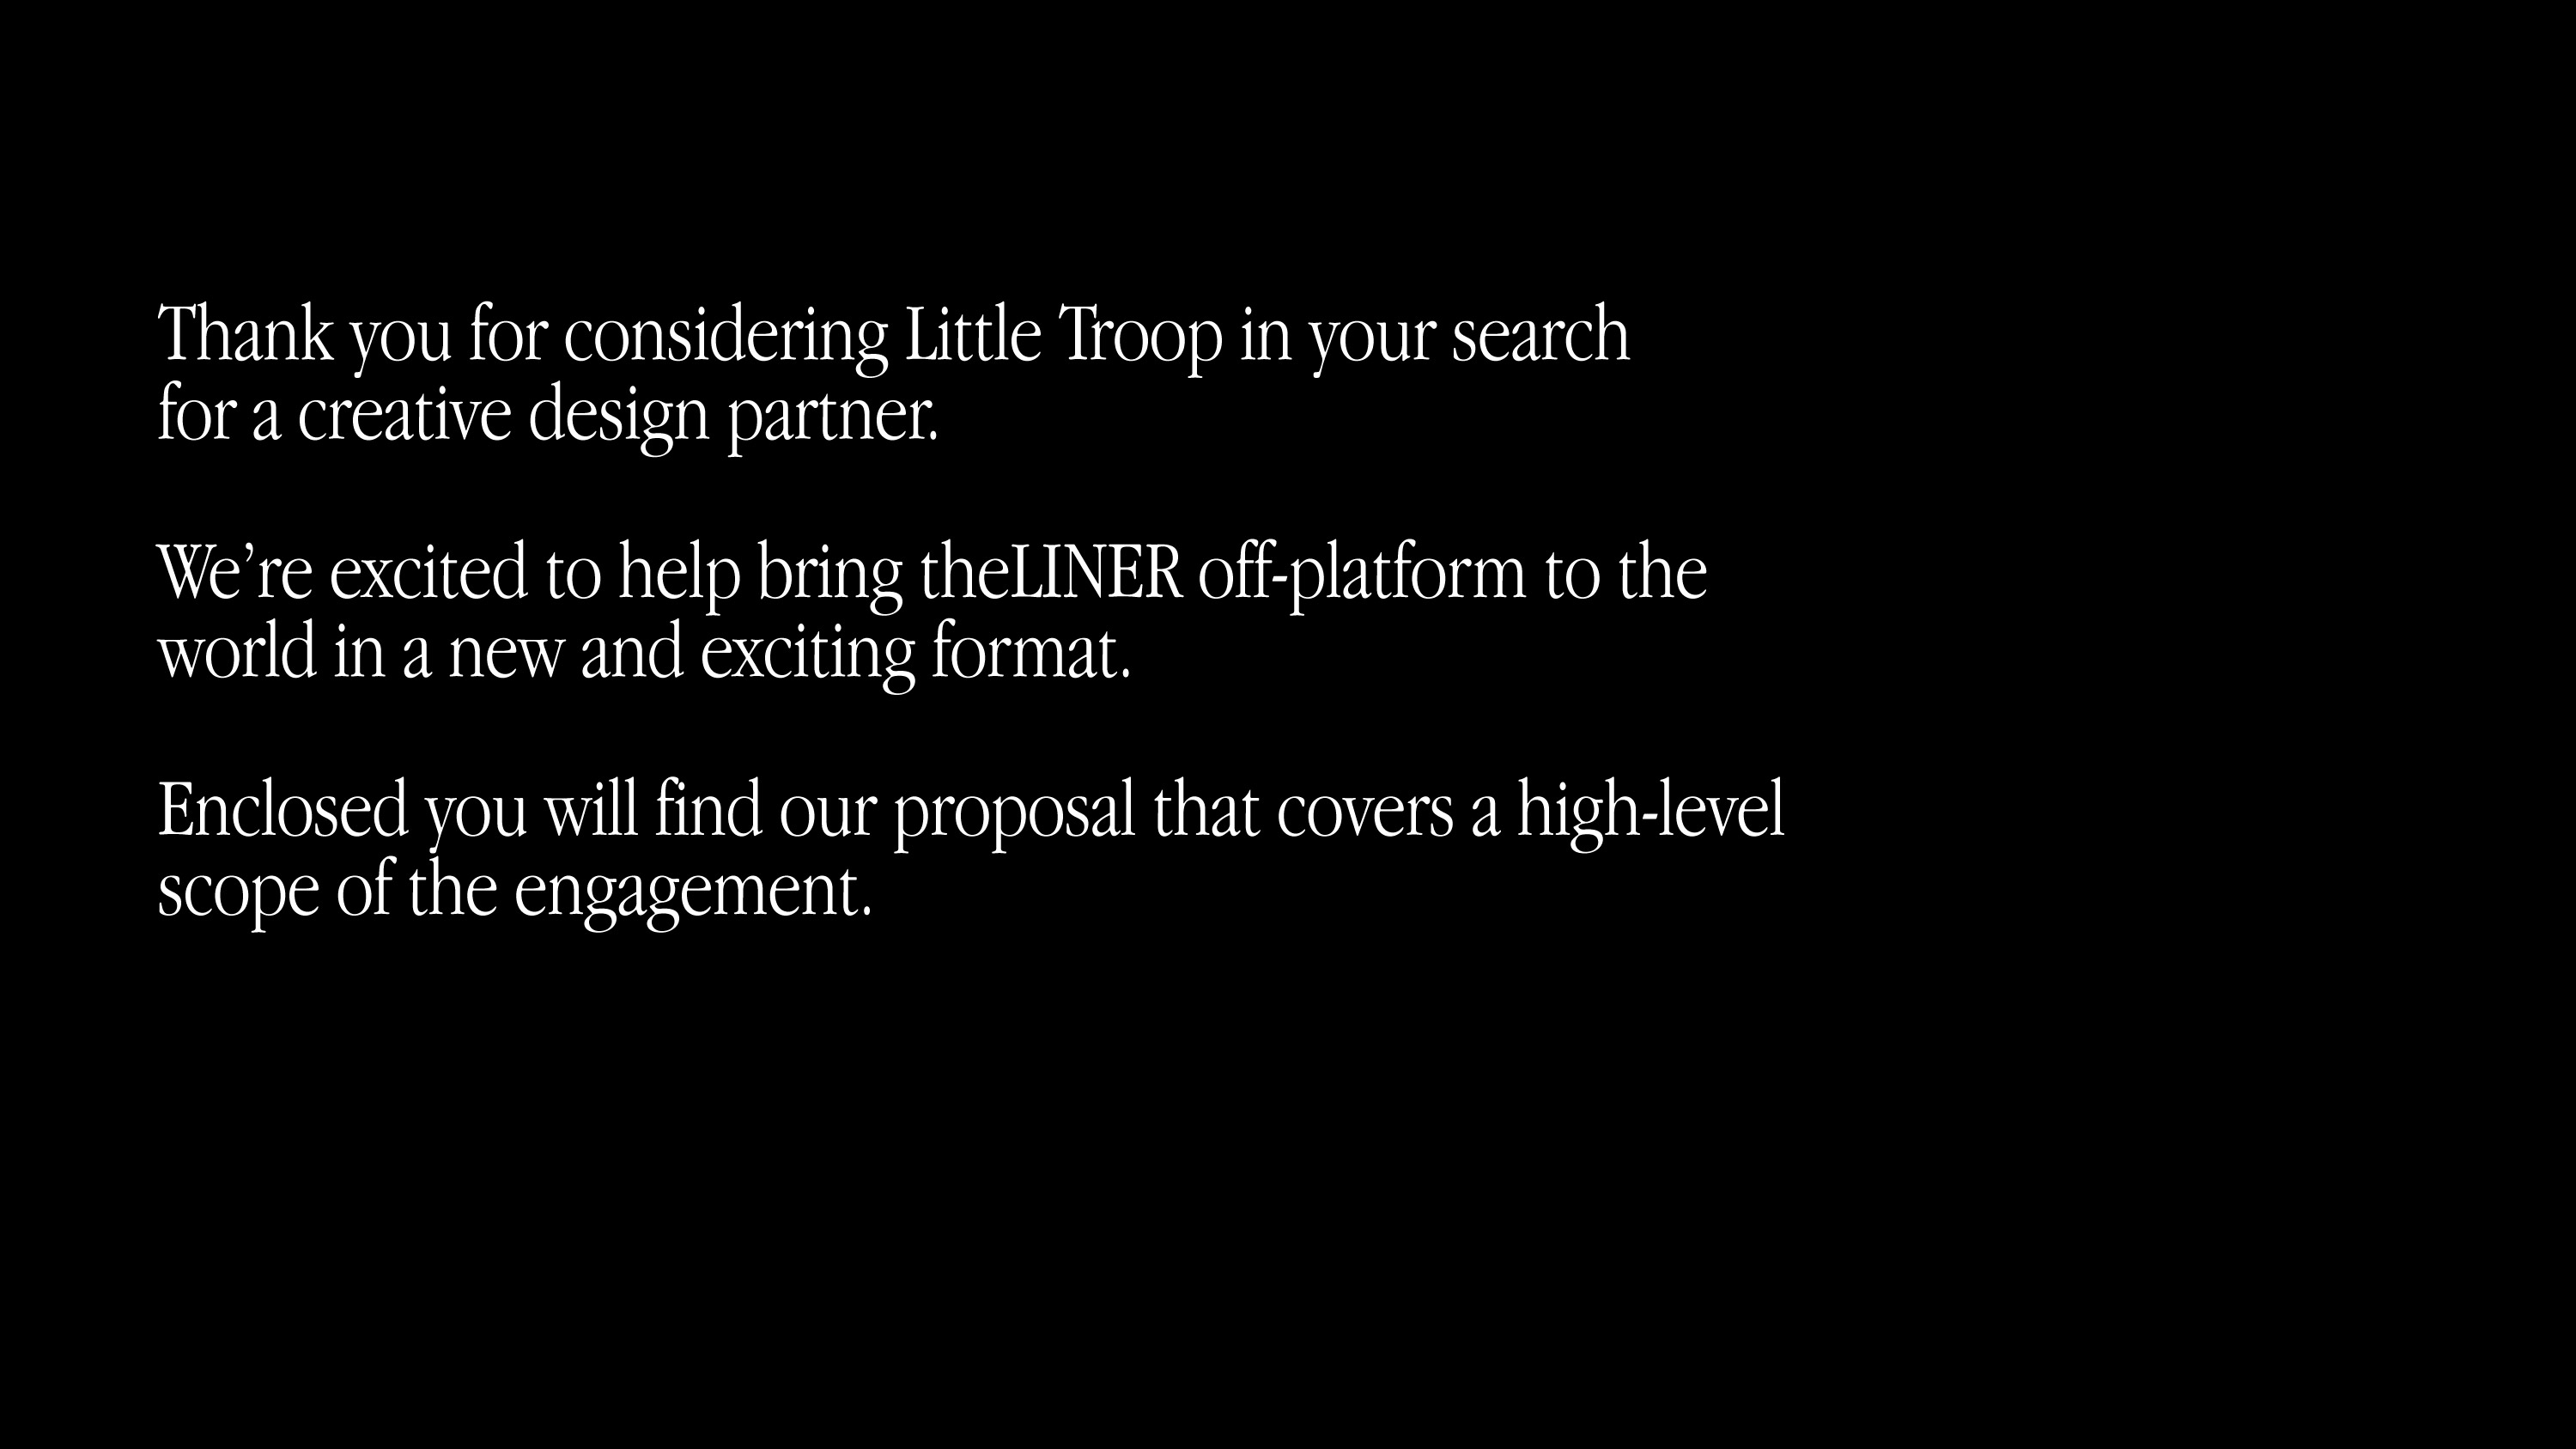 Thank you for considering Little Troop in your search
for a creative design partner.
We’re excited to help bring theLINER off-platform to the
world in a new and exciting format.
Enclosed you will find our proposal that covers a high-level
scope of the engagement.